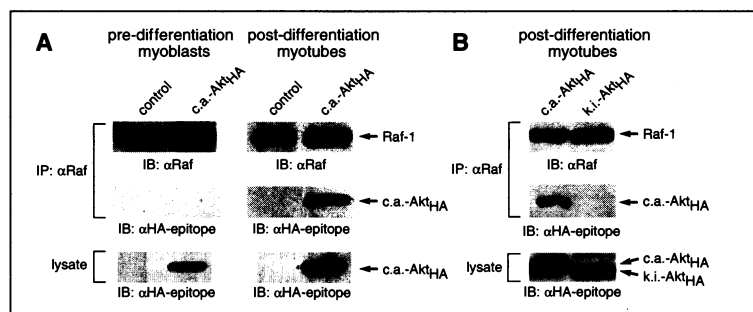 A
pre-differentiation
myoblasts
post-differentiation
myotubes
control
c.a.-AktHA
control
c.a.-AktHA
IP: αRaf
Raf-1
IB: αRaf
IB: αRaf
c.a.-AktHA
IB: αHA-epitope
IB: αHA-epitope
lysate
c.a.-AktHA
IB: αHA-epitope
IB: αHA-epitope
B
post-differentiation
myotubes
c.a.-AktHA
k.i.-AktHA
IP: αRaf
Raf-1
IB: αRaf
c.a.-AktHA
IB: αHA-epitope
lysate
c.a.-AktHA
k.i.-AktHA
IB: αHA-epitope